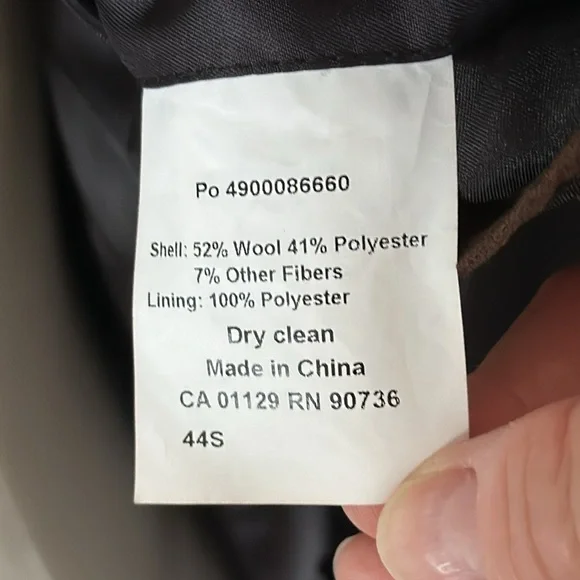 Po 4900086660
Shell: 52% Wool 41% Polyester
7% Other Fibers
Lining: 100% Polyester
Dry clean
Made in China
CA 01129 RN 90736
44S